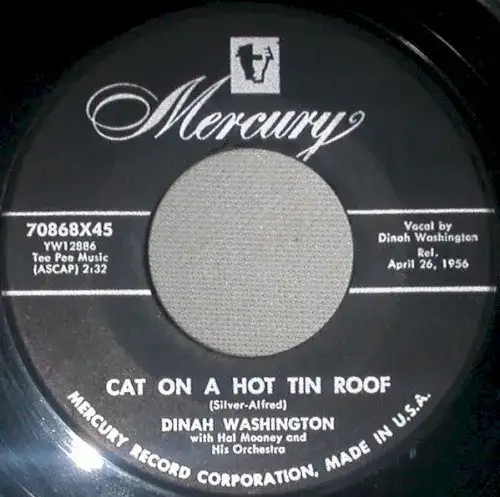 Mercury
70868X45
YW12886
Tee Pee Music
(ASCAP) 2:32
Vocal by
Dinah Washington
Rel.
April 26, 1956
CAT ON A HOT TIN ROOF
(Silver-Alfred)
DINAH WASHINGTON
with Hal Mooney and
His Orchestra
MERCURY RECORD CORPORATION, MADE IN U.S.A.